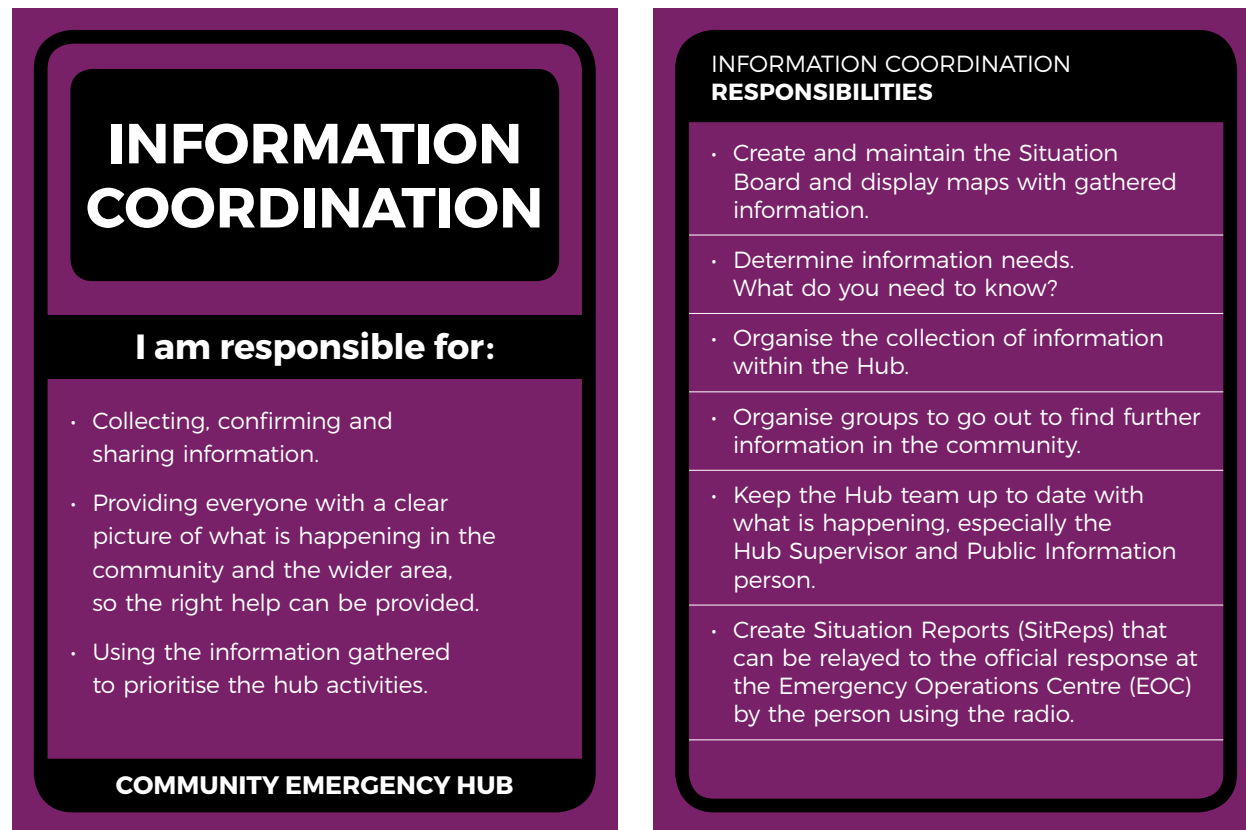 INFORMATION
COORDINATION
I am responsible for:
· Collecting, confirming and
sharing information.
· Providing everyone with a clear
picture of what is happening in the
community and the wider area,
so the right help can be provided.
· Using the information gathered
to prioritise the hub activities.
COMMUNITY EMERGENCY HUB
INFORMATION COORDINATION
RESPONSIBILITIES
· Create and maintain the Situation
Board and display maps with gathered
information.
· Determine information needs.
What do you need to know?
· Organise the collection of information
within the Hub.
· Organise groups to go out to find further
information in the community.
· Keep the Hub team up to date with
what is happening, especially the
Hub Supervisor and Public Information
person.
· Create Situation Reports (SitReps) that
can be relayed to the official response at
the Emergency Operations Centre (EOC)
by the person using the radio.